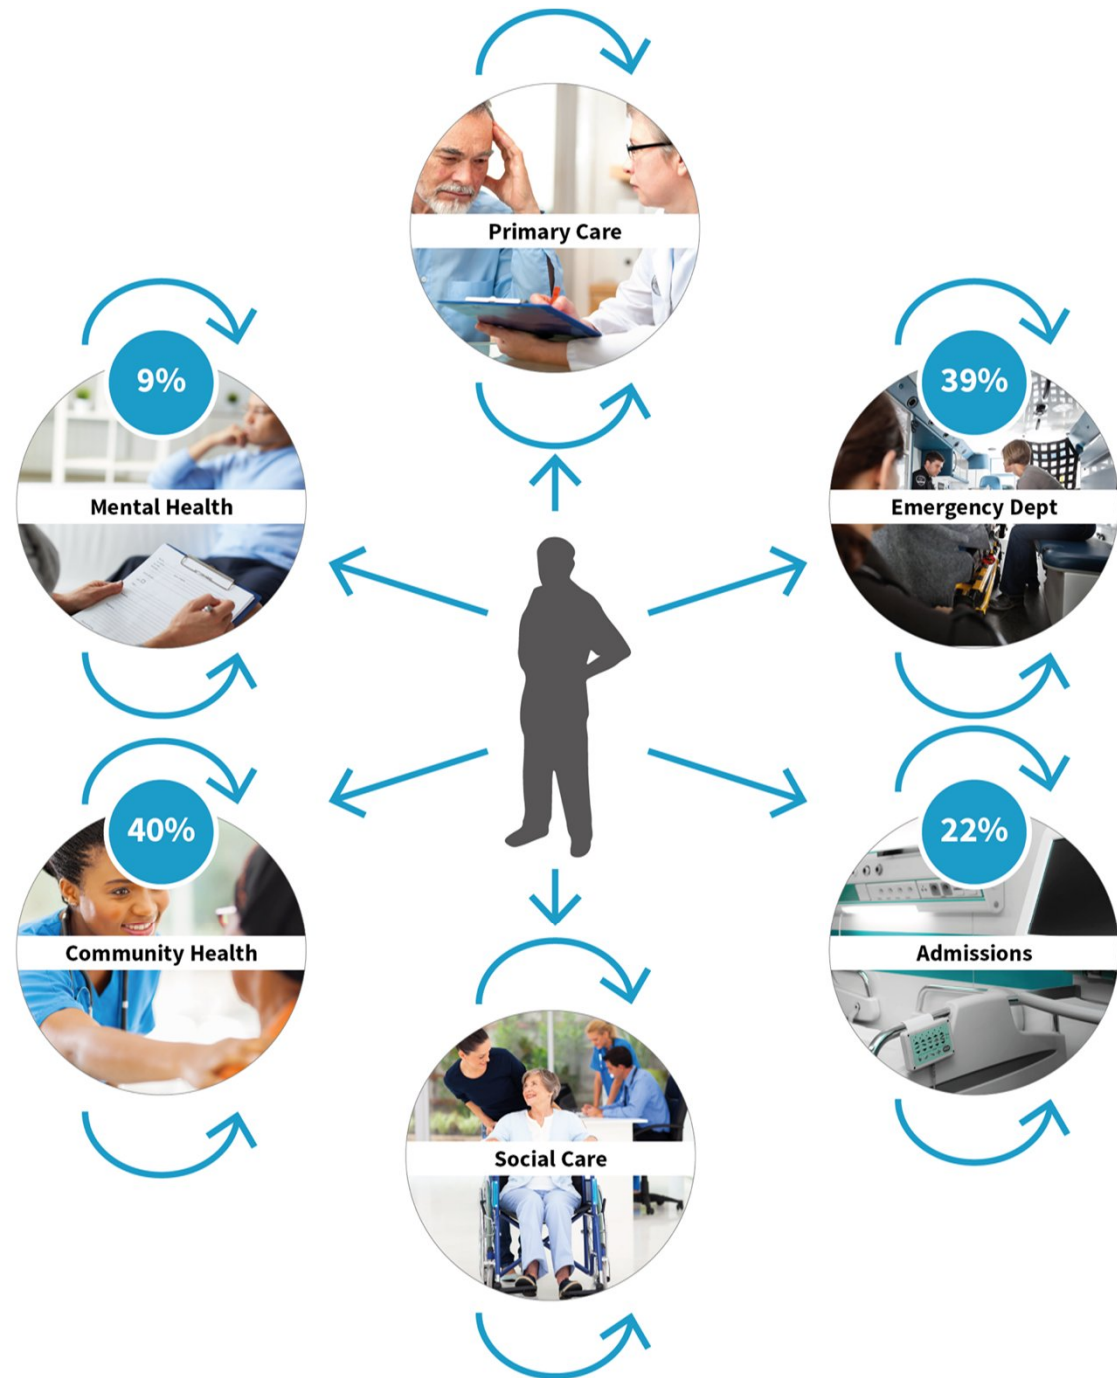 Primary Care
9%
Mental Health
39%
Emergency Dept
40%
Community Health
22%
Admissions
Social Care